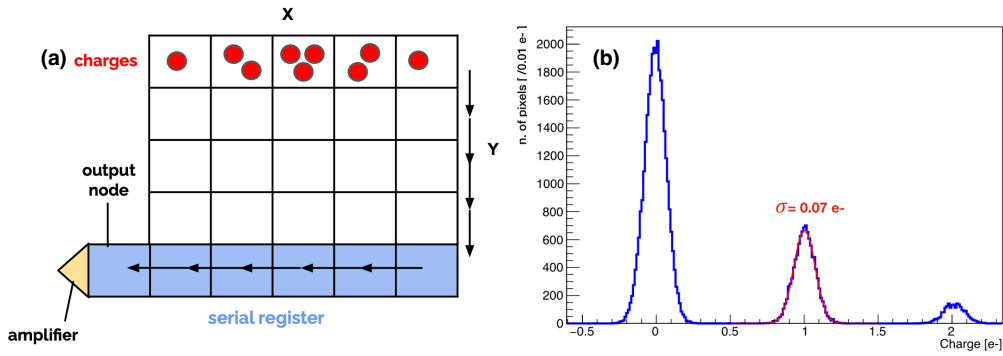 X
(a)
charges
Y
output
node
amplifier
serial register
(b)
n. of pixels [ /0.01 e- ]
2000
1800
1600
1400
1200
1000
800
600
400
200
0
σ= 0.07 e-
−0.5 0 0.5 1 1.5 2
Charge [e-]